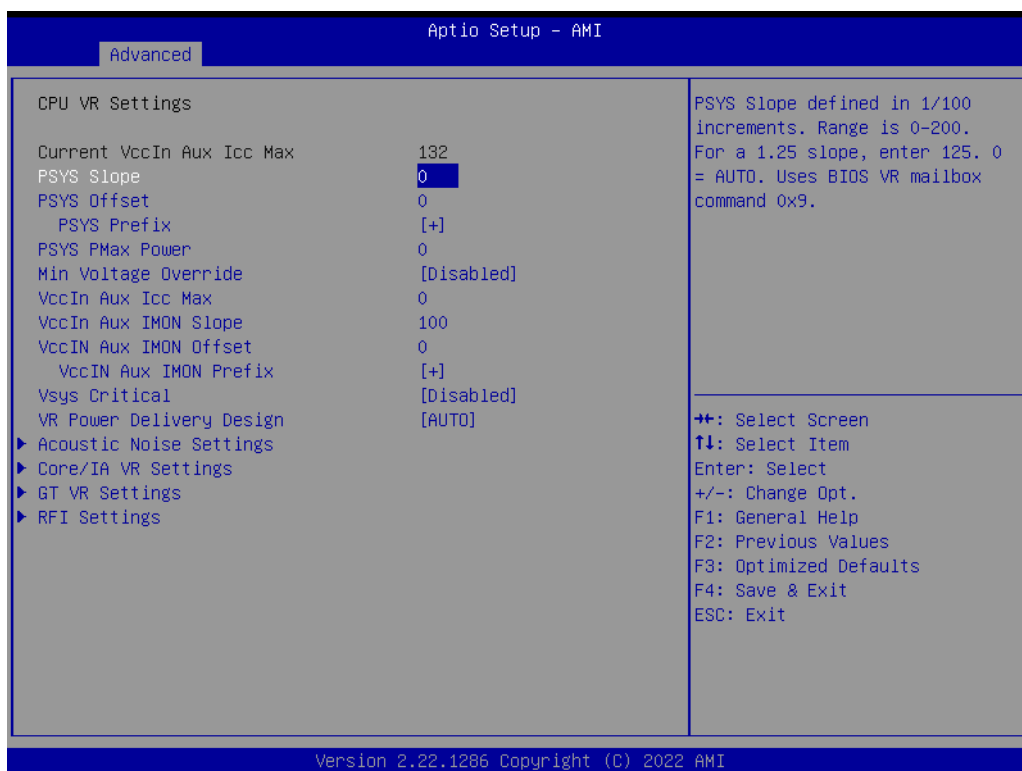 Aptio Setup - AMI
Advanced
CPU VR Settings
Current VccIn Aux Icc Max 132
PSYS Slope 0
PSYS Offset 0
PSYS Prefix [+]
PSYS PMax Power 0
Min Voltage Override [Disabled]
VccIn Aux Icc Max 0
VccIn Aux IMON Slope 100
VccIN Aux IMON Offset 0
VccIN Aux IMON Prefix [+]
Vsys Critical [Disabled]
VR Power Delivery Design [AUTO]
Acoustic Noise Settings
Core/IA VR Settings
GT VR Settings
RFI Settings
PSYS Slope defined in 1/100
increments. Range is 0-200.
For a 1.25 slope, enter 125. 0
= AUTO. Uses BIOS VR mailbox
command 0x9.
→←: Select Screen
↑↓: Select Item
Enter: Select
+/-: Change Opt.
F1: General Help
F2: Previous Values
F3: Optimized Defaults
F4: Save & Exit
ESC: Exit
Version 2.22.1286 Copyright (C) 2022 AMI